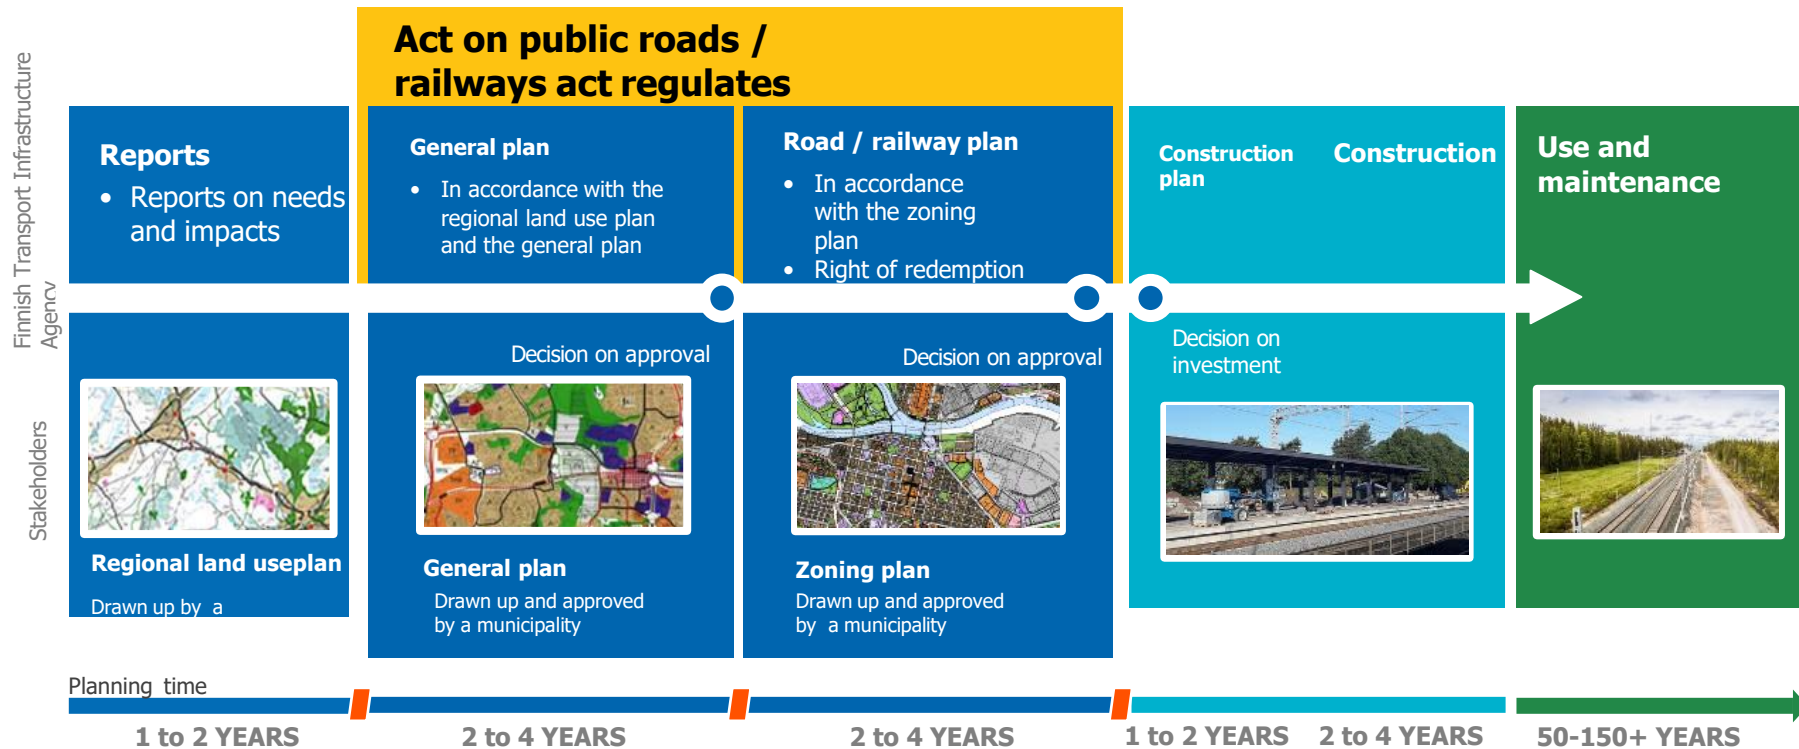 Act on public roads /
railways act regulates
Finnish Transport Infrastructure
Agency
Stakeholders
Reports
• Reports on needs
and impacts
General plan
• In accordance with the
regional land use plan
and the general plan
Road / railway plan
• In accordance
with the zoning
plan
• Right of redemption
Construction
plan
Construction
Use and
maintenance
Decision on approval
Decision on approval
Decision on
investment
Regional land useplan
Drawn up by a
General plan
Drawn up and approved
by a municipality
Zoning plan
Drawn up and approved
by a municipality
Planning time
1 to 2 YEARS
2 to 4 YEARS
2 to 4 YEARS
1 to 2 YEARS
2 to 4 YEARS
50-150+ YEARS